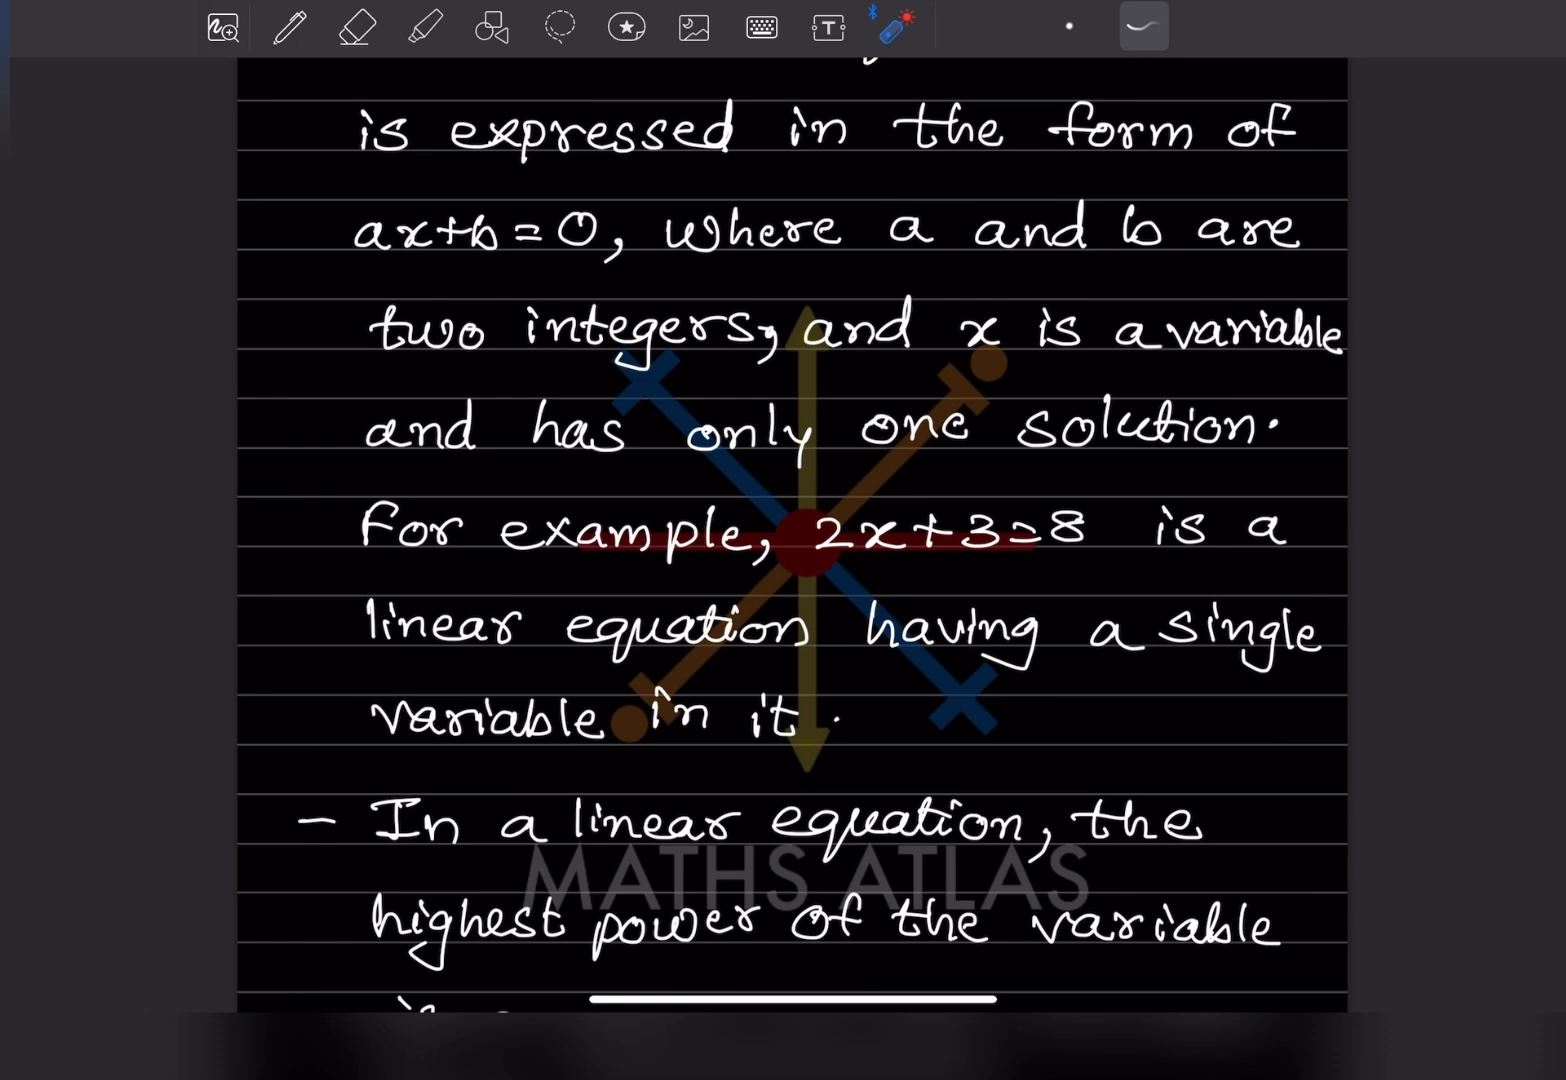 is expressed in the form of
ax+b=0, where a and b are
two integers, and x is a variable
and has only one solution.
For example, 2x+3=8 is a
linear equation having a single
variable in it.
- In a linear equation, the
MATHS ATLAS
highest power of the variable